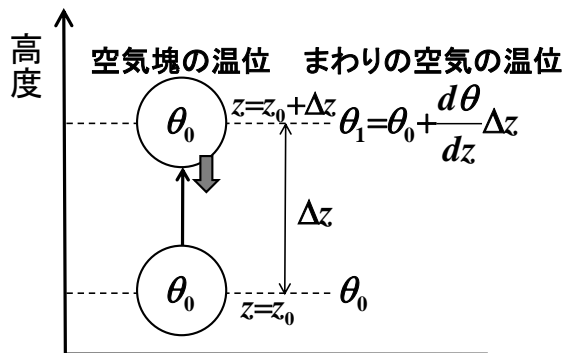 高度
空気塊の温位 まわりの空気の温位
θ₀ z=z₀+Δz θ₁=θ₀+dθ/dz Δz
Δz
θ₀ z=z₀ θ₀